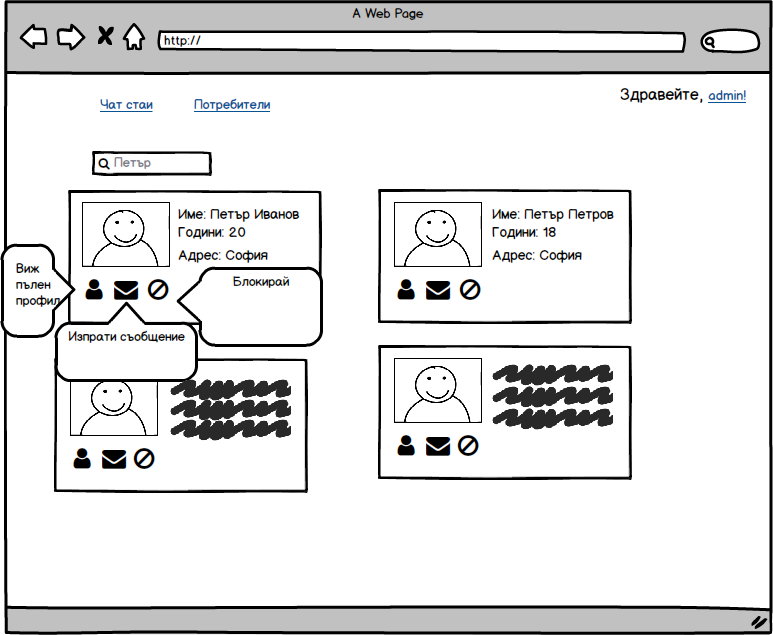 A Web Page
http://
Здравейте, admin!
Чат стаи
Потребители
Петър
Име: Петър Иванов
Години: 20
Адрес: София
Име: Петър Петров
Години: 18
Адрес: София
Виж
пълен
профил
Блокирай
Изпрати съобщение